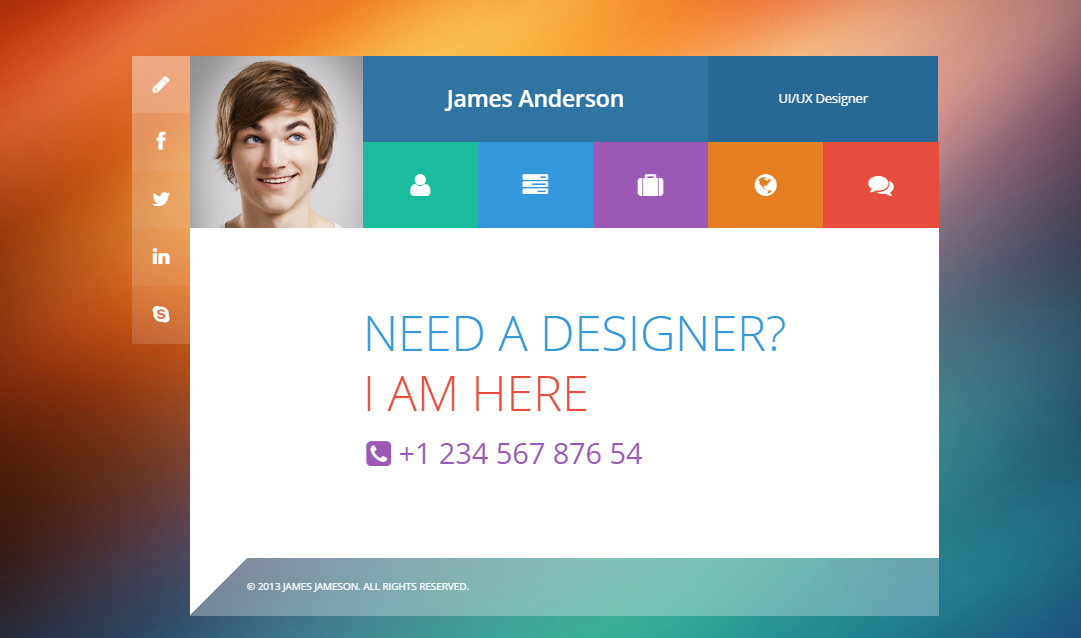 James Anderson
UI/UX Designer
NEED A DESIGNER?
I AM HERE
+1 234 567 876 54
© 2013 JAMES JAMESON. ALL RIGHTS RESERVED.